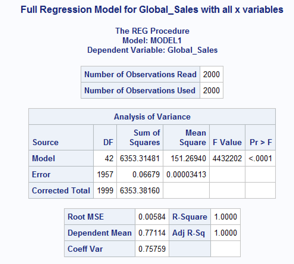 Full Regression Model for Global_Sales with all x variables
The REG Procedure
Model: MODEL1
Dependent Variable: Global_Sales
Number of Observations Read 2000
Number of Observations Used 2000
Analysis of Variance
Source DF Sum of Squares Mean Square F Value Pr > F
Model 42 6353.31481 151.26940 4432202 <.0001
Error 1957 0.06679 0.00003413
Corrected Total 1999 6353.38160
Root MSE 0.00584 R-Square 1.0000
Dependent Mean 0.77114 Adj R-Sq 1.0000
Coeff Var 0.75759